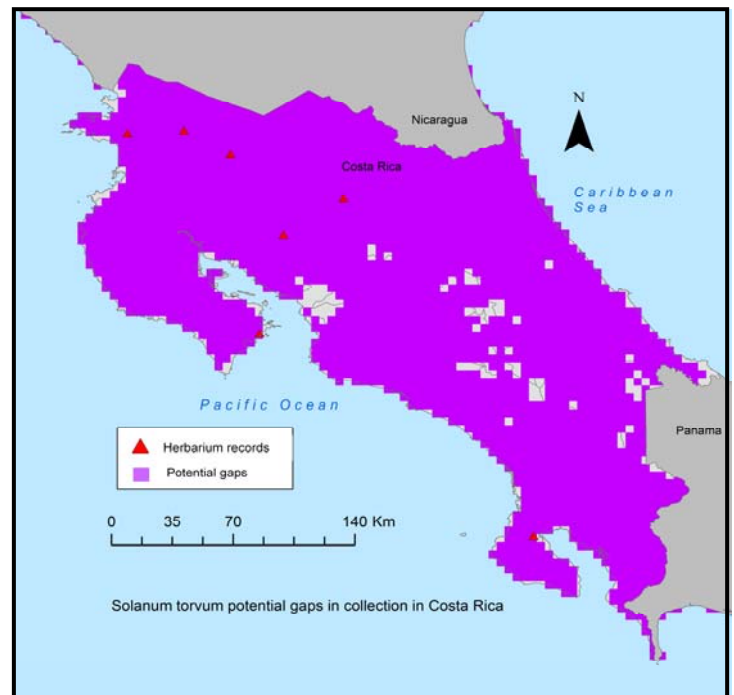 N
Nicaragua
Costa Rica
Caribbean
Sea
Pacific Ocean
Panama
Herbarium records
Potential gaps
0 35 70 140 Km
Solanum torvum potential gaps in collection in Costa Rica